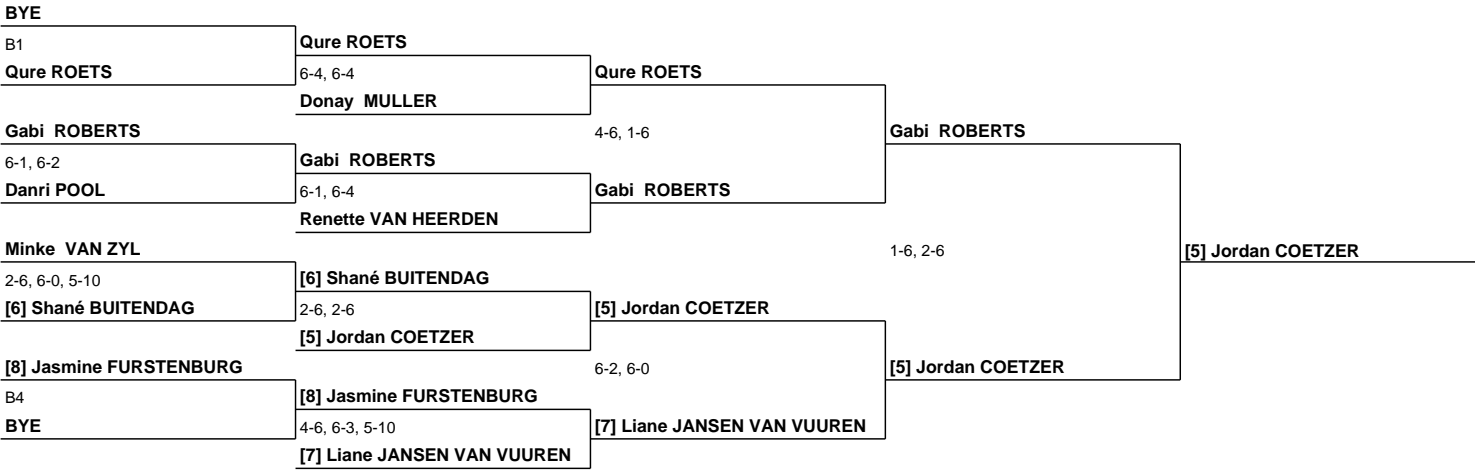 BYE
B1
Qure ROETS
Gabi ROBERTS
6-1, 6-2
Danri POOL
Minke VAN ZYL
2-6, 6-0, 5-10
[6] Shané BUITENDAG
[8] Jasmine FURSTENBURG
B4
BYE
Qure ROETS
6-4, 6-4
Donay MULLER
Gabi ROBERTS
6-1, 6-4
Renette VAN HEERDEN
[6] Shané BUITENDAG
2-6, 2-6
[5] Jordan COETZER
[8] Jasmine FURSTENBURG
4-6, 6-3, 5-10
[7] Liane JANSEN VAN VUUREN
Qure ROETS
4-6, 1-6
Gabi ROBERTS
[5] Jordan COETZER
6-2, 6-0
[7] Liane JANSEN VAN VUUREN
Gabi ROBERTS
1-6, 2-6
[5] Jordan COETZER
[5] Jordan COETZER